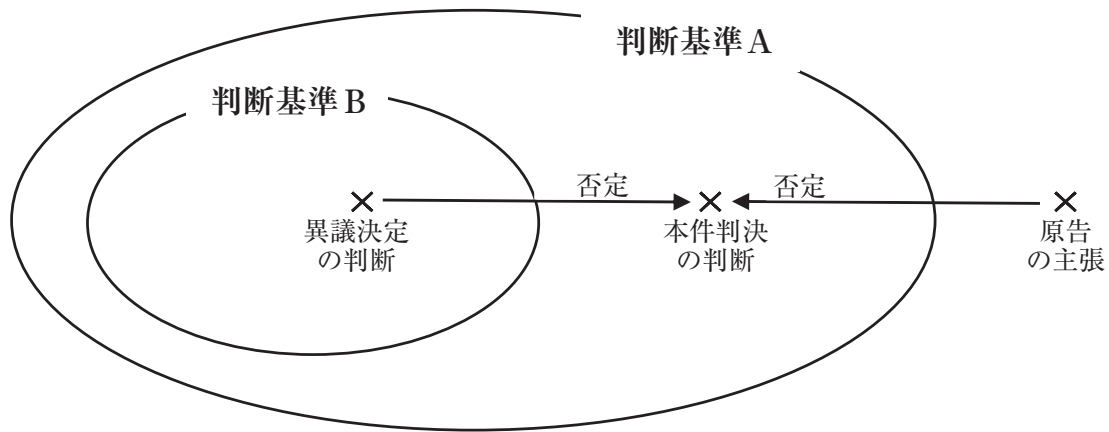 判断基準A
判断基準B
否定
否定
異議決定
の判断
本件判決
の判断
原告
の主張